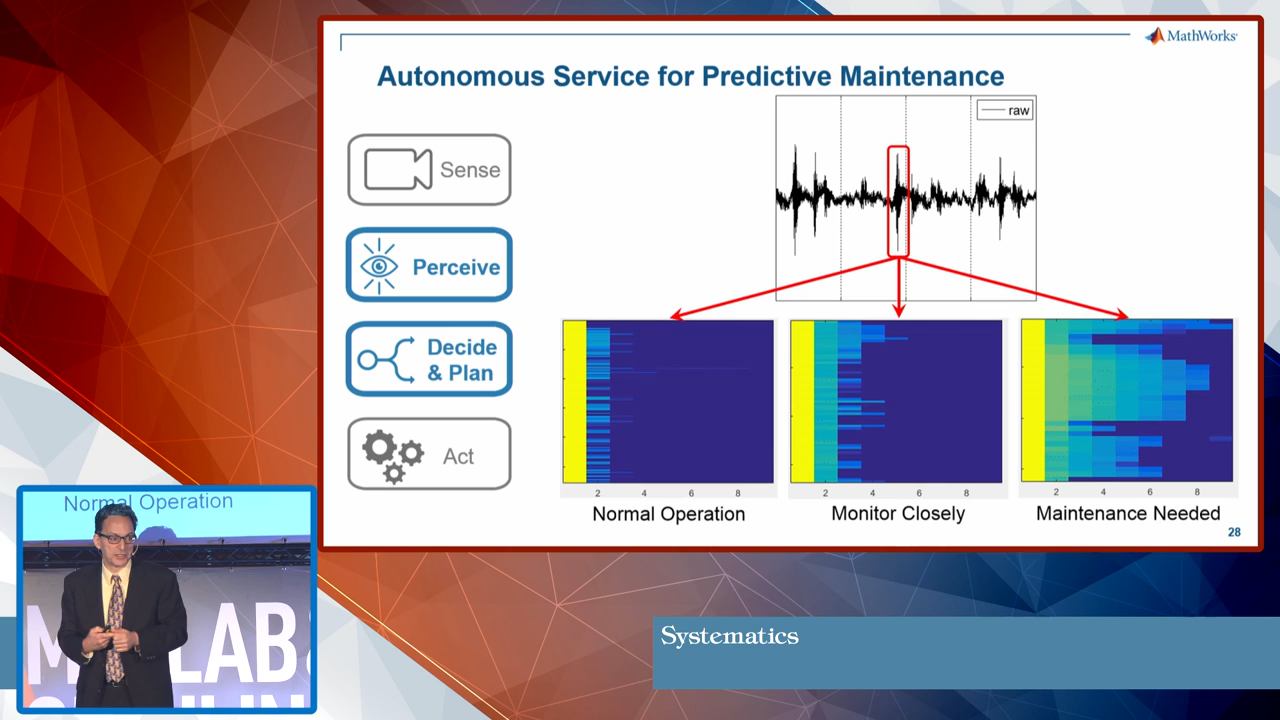 MathWorks
Autonomous Service for Predictive Maintenance
raw
Sense
Perceive
Decide
& Plan
Act
2 4 6 8
2 4 6 8
2 4 6 8
Normal Operation
Monitor Closely
Maintenance Needed
28
Normal Operation
LAB
Systematics